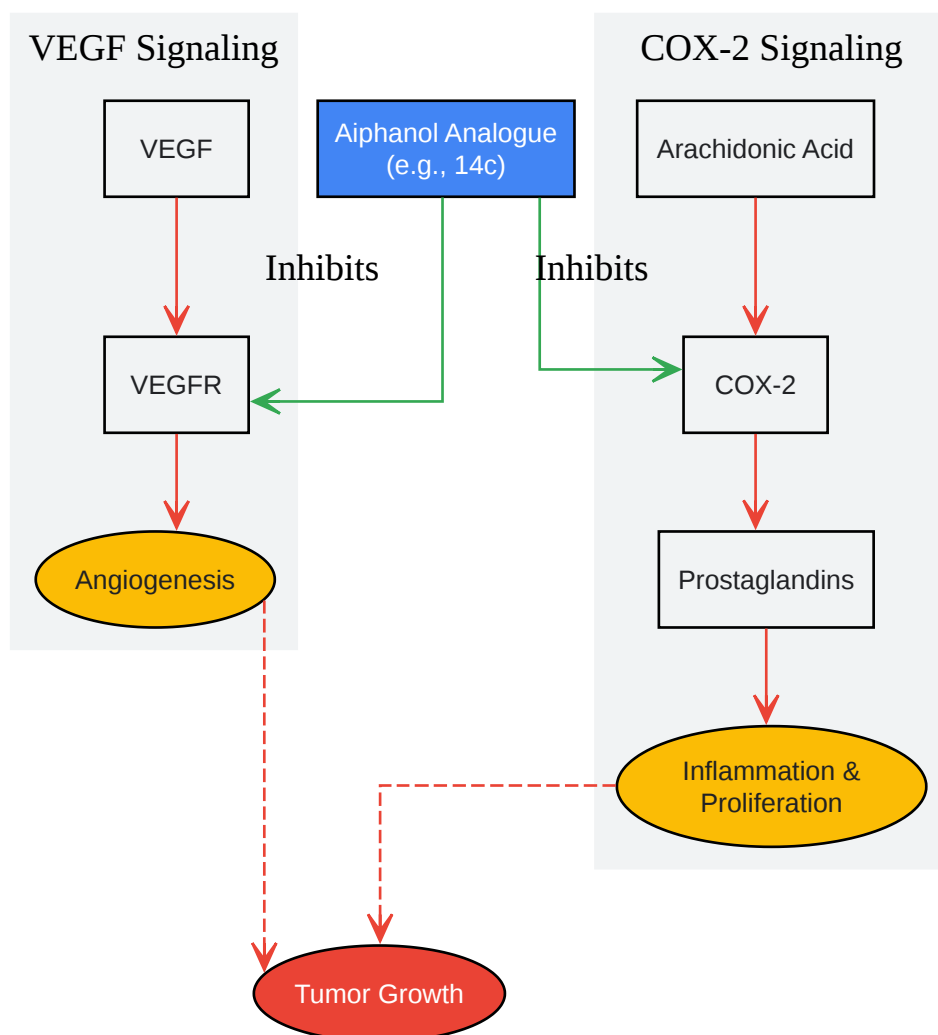 VEGF Signaling
COX-2 Signaling
VEGF
Aiphanol Analogue
(e.g., 14c)
Arachidonic Acid
Inhibits
Inhibits
VEGFR
COX-2
Angiogenesis
Prostaglandins
Inflammation &
Proliferation
Tumor Growth